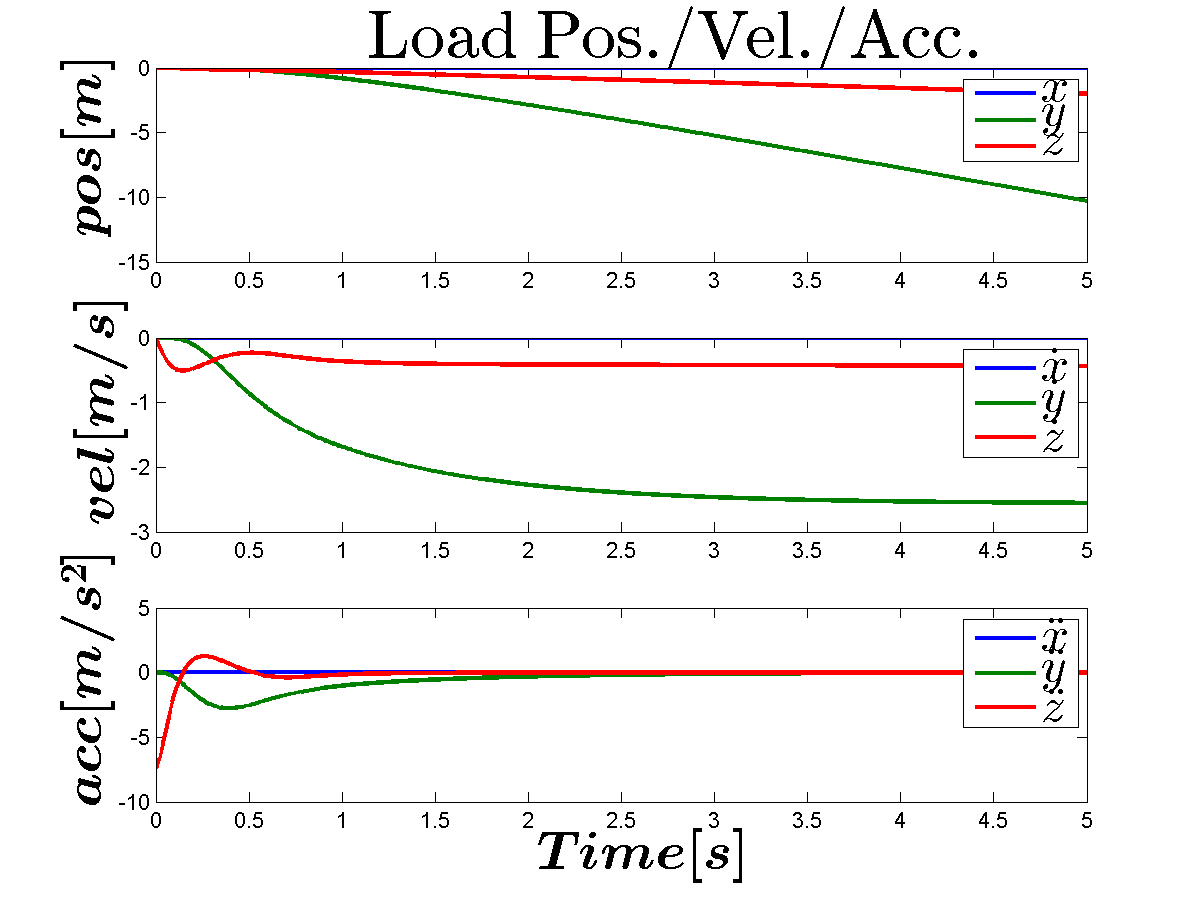 Load Pos./Vel./Acc.
pos[m]
0
-5
-10
-15
0 0.5 1 1.5 2 2.5 3 3.5 4 4.5 5
x
y
z
vel[m/s]
0
-1
-2
-3
0 0.5 1 1.5 2 2.5 3 3.5 4 4.5 5
ẋ
ẏ
ż
acc[m/s²]
5
0
-5
-10
0 0.5 1 1.5 2 2.5 3 3.5 4 4.5 5
ẍ
ÿ
z̈
Time[s]